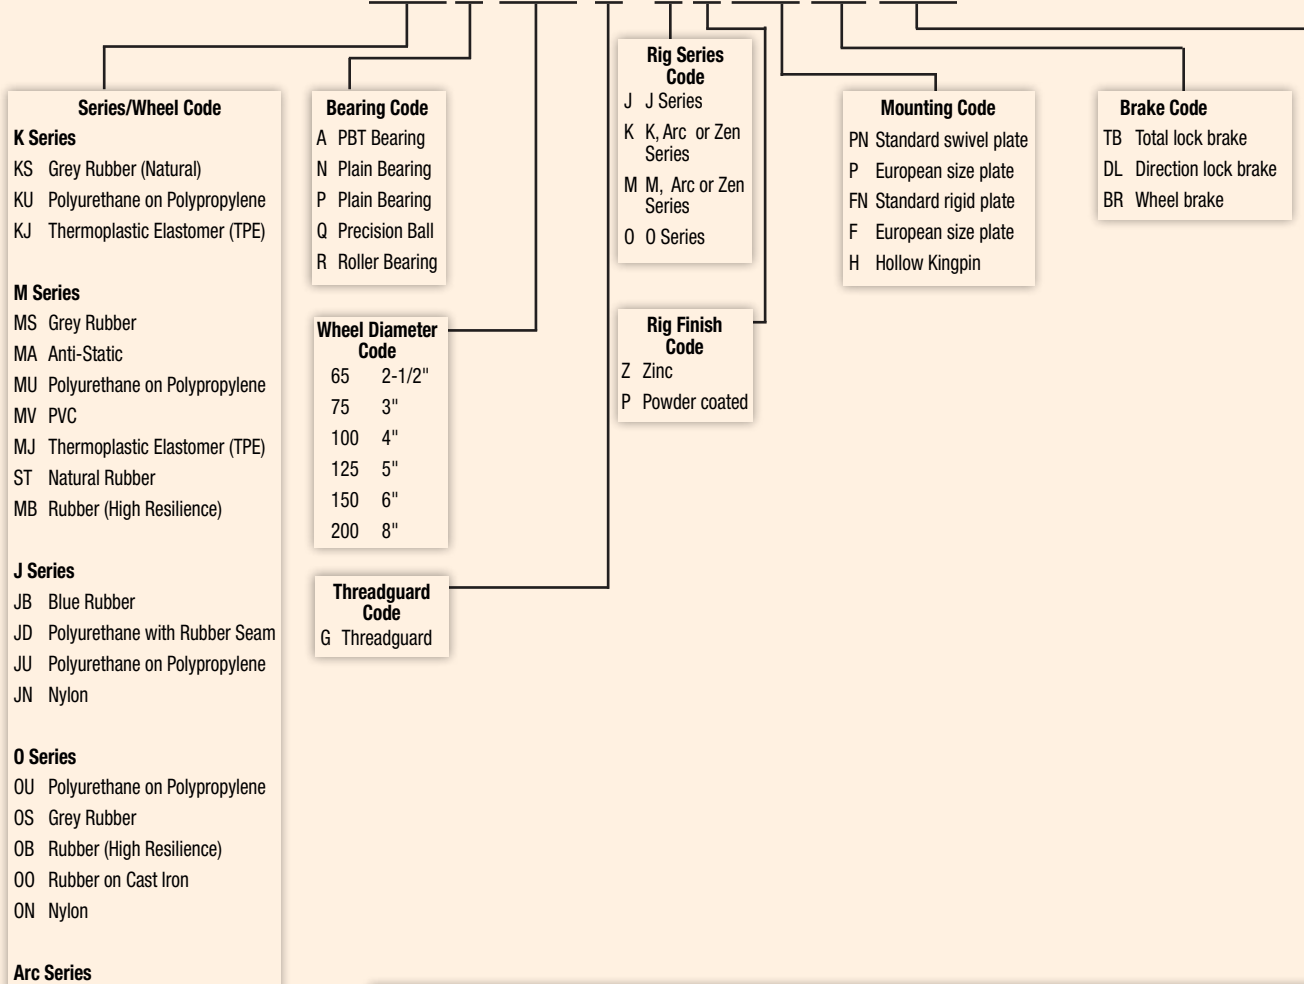 Series/Wheel Code
K Series
KS Grey Rubber (Natural)
KU Polyurethane on Polypropylene
KJ Thermoplastic Elastomer (TPE)
M Series
MS Grey Rubber
MA Anti-Static
MU Polyurethane on Polypropylene
MV PVC
MJ Thermoplastic Elastomer (TPE)
ST Natural Rubber
MB Rubber (High Resilience)
J Series
JB Blue Rubber
JD Polyurethane with Rubber Seam
JU Polyurethane on Polypropylene
JN Nylon
O Series
OU Polyurethane on Polypropylene
OS Grey Rubber
OB Rubber (High Resilience)
OO Rubber on Cast Iron
ON Nylon
Arc Series
Bearing Code
A PBT Bearing
N Plain Bearing
P Plain Bearing
Q Precision Ball
R Roller Bearing
Wheel Diameter
Code
65 2-1/2"
75 3"
100 4"
125 5"
150 6"
200 8"
Threadguard
Code
G Threadguard
Rig Series
Code
J J Series
K K, Arc or Zen
Series
M M, Arc or Zen
Series
O O Series
Rig Finish
Code
Z Zinc
P Powder coated
Mounting Code
PN Standard swivel plate
P European size plate
FN Standard rigid plate
F European size plate
H Hollow Kingpin
Brake Code
TB Total lock brake
DL Direction lock brake
BR Wheel brake